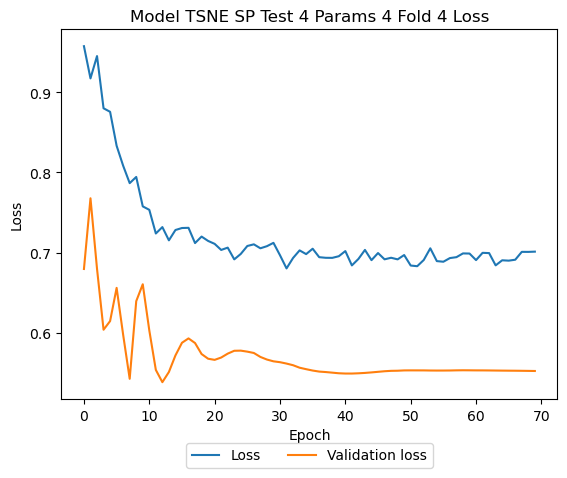 Model TSNE SP Test 4 Params 4 Fold 4 Loss
0.9
0.8
0.7
0.6
Loss
0 10 20 30 40 50 60 70
Epoch
Loss Validation loss